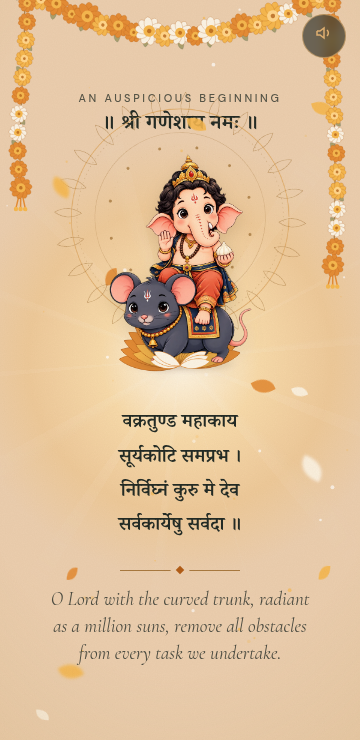 AN AUSPICIOUS BEGINNING
॥ श्री गणेशाय नमः ॥
वक्रतुण्ड महाकाय
सूर्यकोटि समप्रभ ।
निर्विघ्नं कुरु मे देव
सर्वकार्येषु सर्वदा ॥
O Lord with the curved trunk, radiant
as a million suns, remove all obstacles
from every task we undertake.